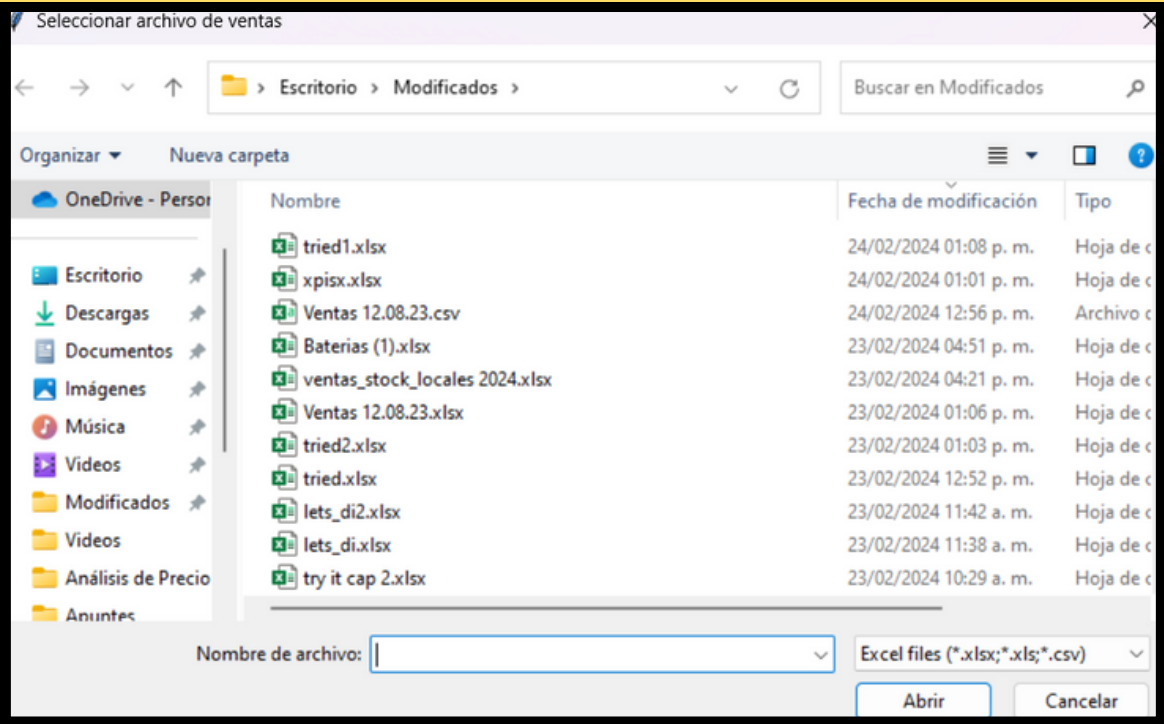 Seleccionar archivo de ventas
Escritorio > Modificados >
Buscar en Modificados
Organizar
Nueva carpeta
OneDrive - Person
Escritorio
Descargas
Documentos
Imágenes
Música
Videos
Modificados
Videos
Análisis de Precio
Apuntes
Nombre Fecha de modificación Tipo
tried1.xlsx 24/02/2024 01:08 p. m. Hoja de c
xpisx.xlsx 24/02/2024 01:01 p. m. Hoja de c
Ventas 12.08.23.csv 24/02/2024 12:56 p. m. Archivo c
Baterias (1).xlsx 23/02/2024 04:51 p. m. Hoja de c
ventas_stock_locales 2024.xlsx 23/02/2024 04:21 p. m. Hoja de c
Ventas 12.08.23.xlsx 23/02/2024 01:06 p. m. Hoja de c
tried2.xlsx 23/02/2024 01:03 p. m. Hoja de c
tried.xlsx 23/02/2024 12:52 p. m. Hoja de c
lets_di2.xlsx 23/02/2024 11:42 a. m. Hoja de c
lets_di.xlsx 23/02/2024 11:38 a. m. Hoja de c
try it cap 2.xlsx 23/02/2024 10:29 a. m. Hoja de c
Nombre de archivo:
Excel files (*.xlsx;*.xls;*.csv)
Abrir
Cancelar